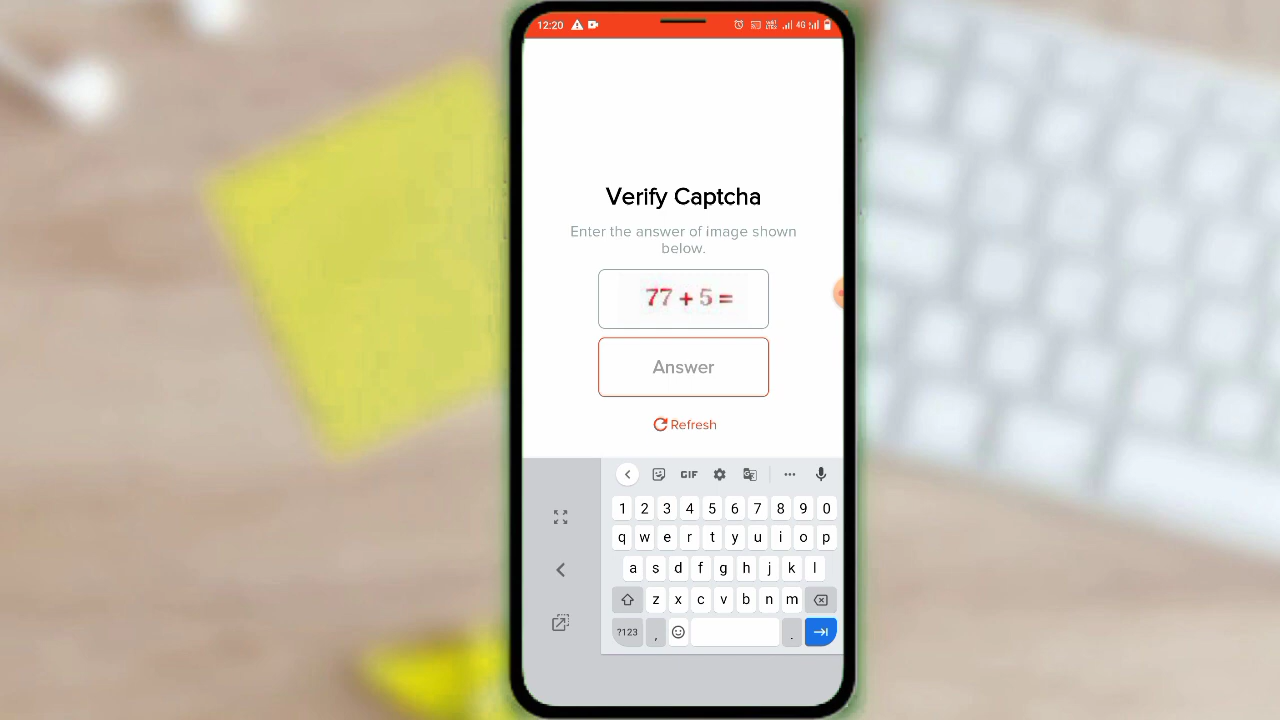 12:20
4G
Verify Captcha
Enter the answer of image shown
below.
77 + 5 =
Answer
Refresh
GIF
1 2 3 4 5 6 7 8 9 0
q w e r t y u i o p
a s d f g h j k l
z x c v b n m
?123 , .